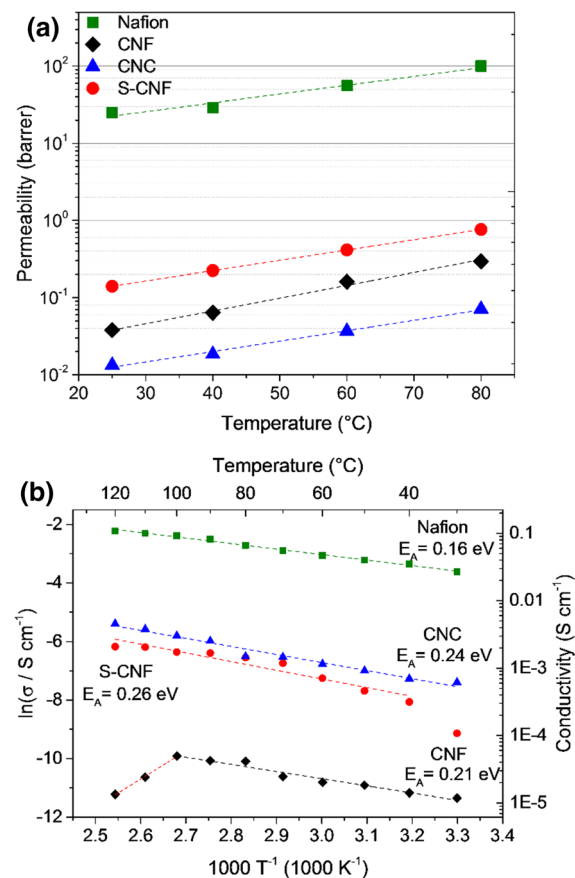 (a)
Nafion
CNF
CNC
S-CNF
Permeability (barrer)
10²
10¹
10⁰
10⁻¹
10⁻²
20 30 40 50 60 70 80
Temperature (°C)
(b)
Temperature (°C)
120 100 80 60 40
ln(σ / S cm⁻¹)
-2
-4
-6
-8
-10
-12
Nafion
E_A= 0.16 eV
CNC
E_A= 0.24 eV
S-CNF
E_A= 0.26 eV
CNF
E_A= 0.21 eV
0.1
0.01
1E-3
1E-4
1E-5
Conductivity (S cm⁻¹)
2.5 2.6 2.7 2.8 2.9 3.0 3.1 3.2 3.3 3.4
1000 T⁻¹ (1000 K⁻¹)